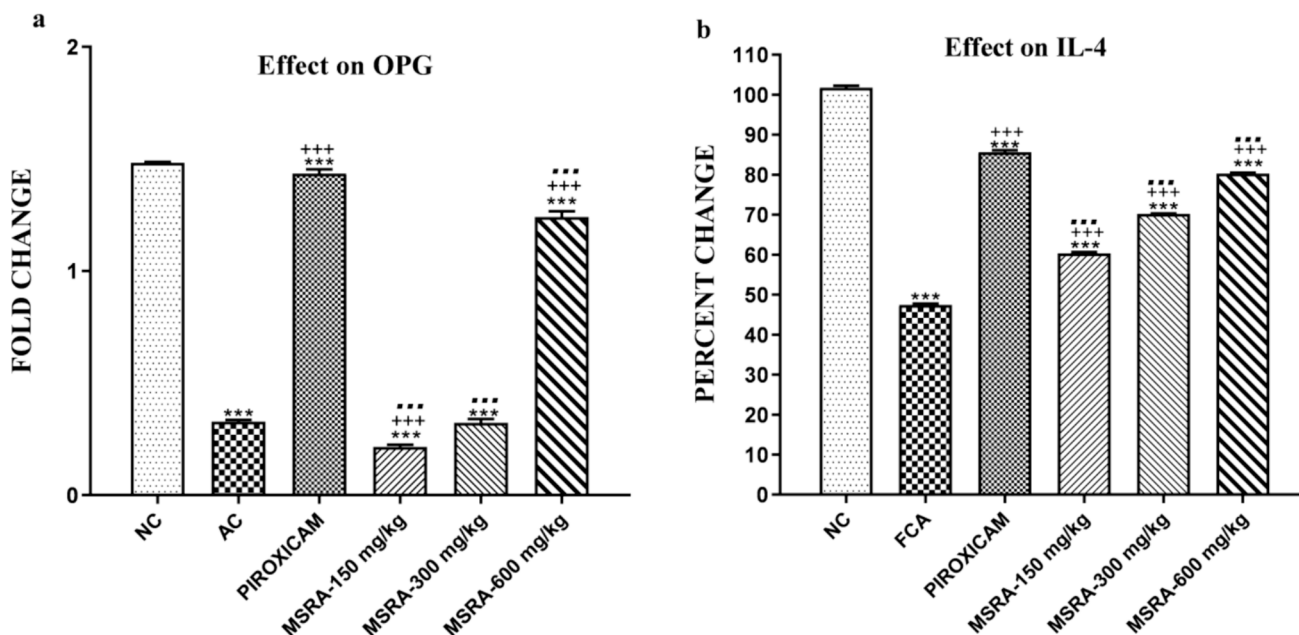 a
Effect on OPG
FOLD CHANGE
2
1
0
***
+++
***
▪▪▪
+++
***
▪▪▪
***
▪▪▪
+++
***
NC
AC
PIROXICAM
MSRA-150 mg/kg
MSRA-300 mg/kg
MSRA-600 mg/kg
b
Effect on IL-4
PERCENT CHANGE
110
100
90
80
70
60
50
40
30
20
10
0
***
+++
***
▪▪▪
+++
***
▪▪▪
+++
***
▪▪▪
+++
***
NC
FCA
PIROXICAM
MSRA-150 mg/kg
MSRA-300 mg/kg
MSRA-600 mg/kg